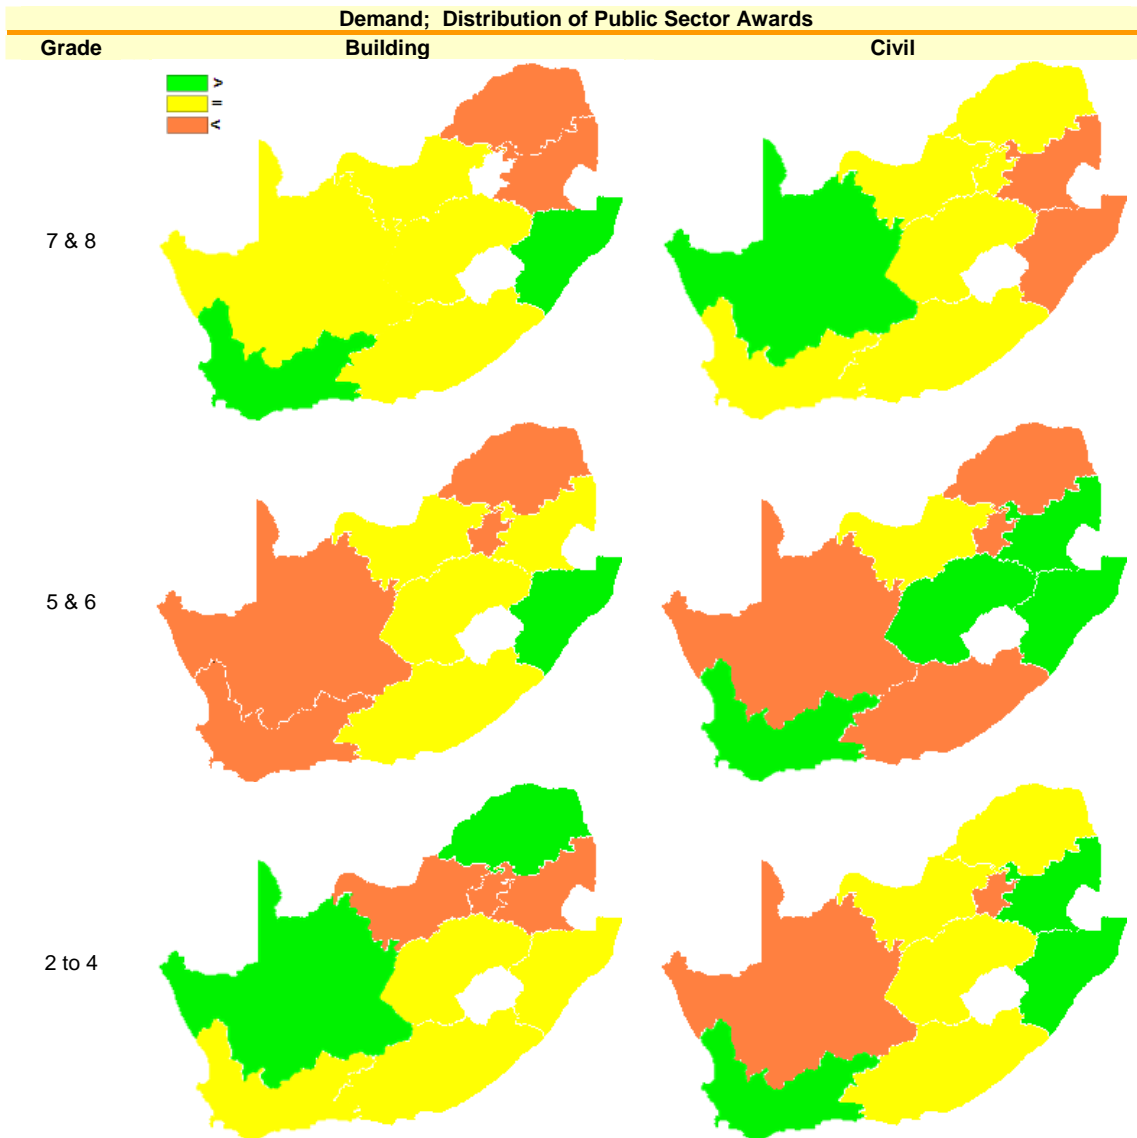 Demand; Distribution of Public Sector Awards
Grade Building Civil
>
=
<
7 & 8
5 & 6
2 to 4